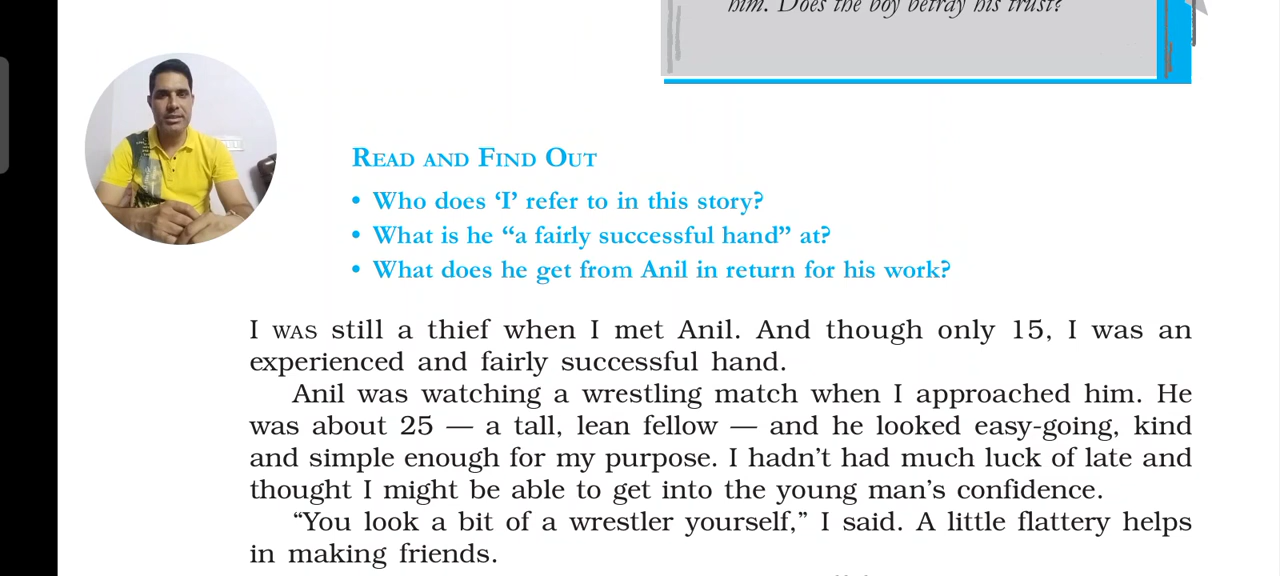 him. Does the boy betray his trust?
READ AND FIND OUT
• Who does ‘I’ refer to in this story?
• What is he “a fairly successful hand” at?
• What does he get from Anil in return for his work?
I WAS still a thief when I met Anil. And though only 15, I was an
experienced and fairly successful hand.
Anil was watching a wrestling match when I approached him. He
was about 25 — a tall, lean fellow — and he looked easy-going, kind
and simple enough for my purpose. I hadn’t had much luck of late and
thought I might be able to get into the young man’s confidence.
“You look a bit of a wrestler yourself,” I said. A little flattery helps
in making friends.